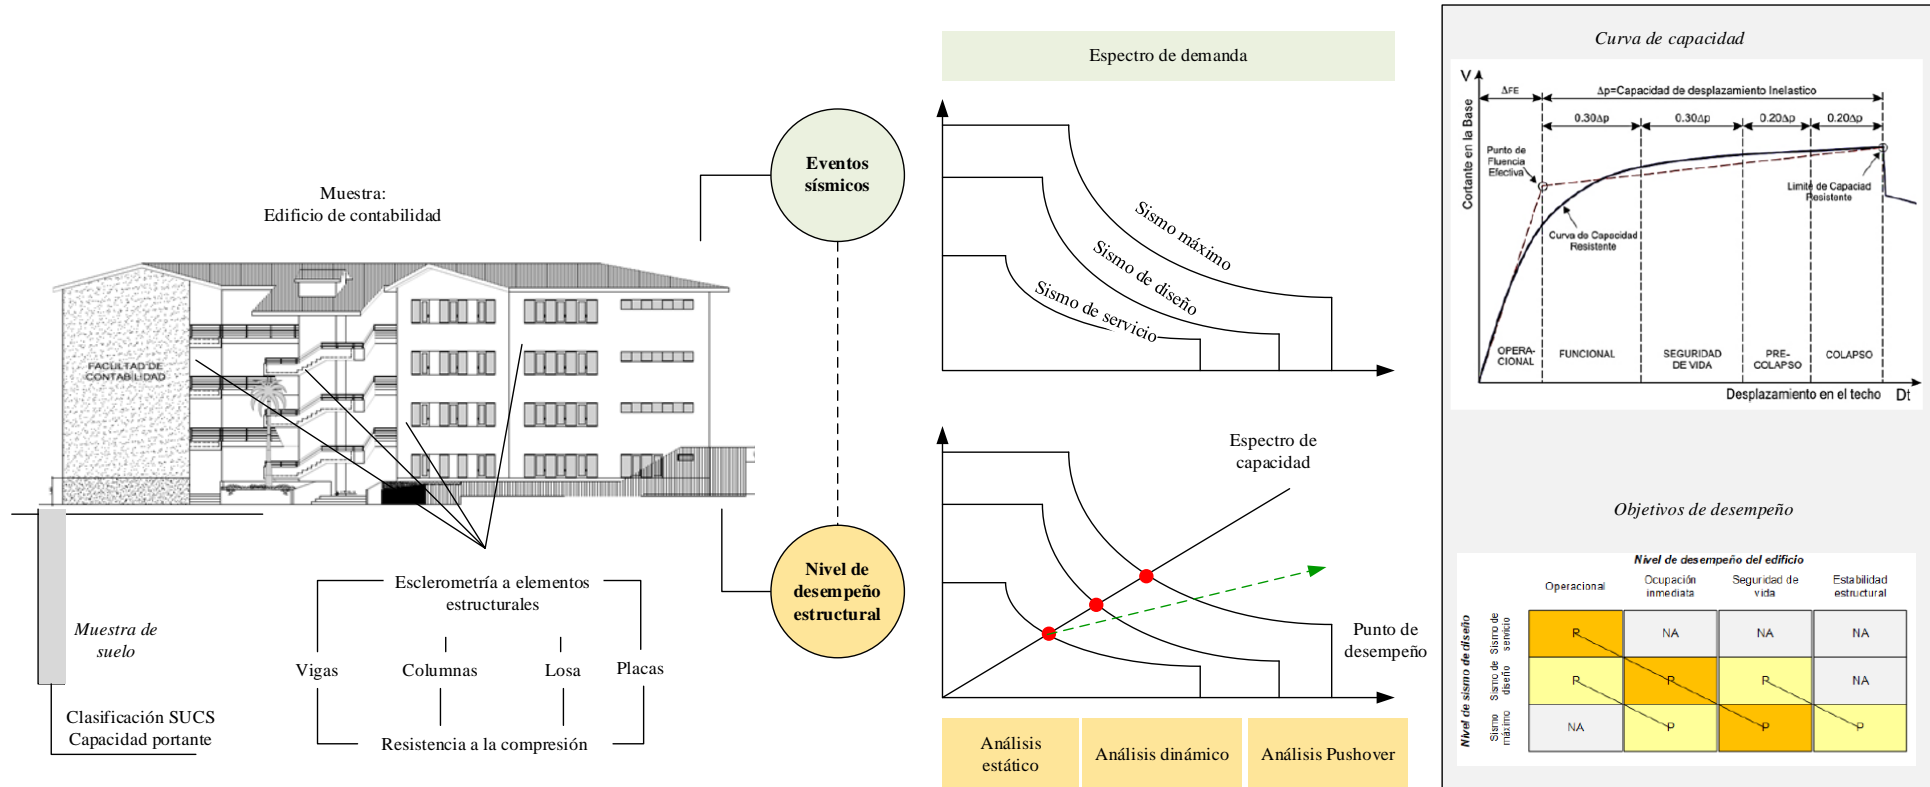 Muestra:
Edificio de contabilidad
FACULTAD DE
CONTABILIDAD
Muestra de
suelo
Clasificación SUCS
Capacidad portante
Esclerometría a elementos
estructurales
Vigas
Columnas
Losa
Placas
Resistencia a la compresión
Eventos
sísmicos
Nivel de
desempeño
estructural
Espectro de demanda
Sismo máximo
Sismo de diseño
Sismo de servicio
Espectro de
capacidad
Punto de
desempeño
Análisis
estático
Análisis dinámico
Análisis Pushover
Curva de capacidad
V
Cortante en la Base
ΔFE
Δp=Capacidad de desplazamiento Inelastico
0.30Δp
0.30Δp
0.20Δp
0.20Δp
Punto de
Fluencia
Efectiva
Limite de Capaciad
Resistente
Curva de Capacidad
Resistente
OPERA-
CIONAL
FUNCIONAL
SEGURIDAD
DE VIDA
PRE-
COLAPSO
COLAPSO
Desplazamiento en el techo
Dt
Objetivos de desempeño
Nivel de desempeño del edificio
Operacional
Ocupación
inmediata
Seguridad de
vida
Estabilidad
estructural
Nivel de sismo de diseño
Sismo de
servicio
P
NA
NA
NA
Sismo de
diseño
P
P
P
NA
Sismo
máximo
NA
P
P
P